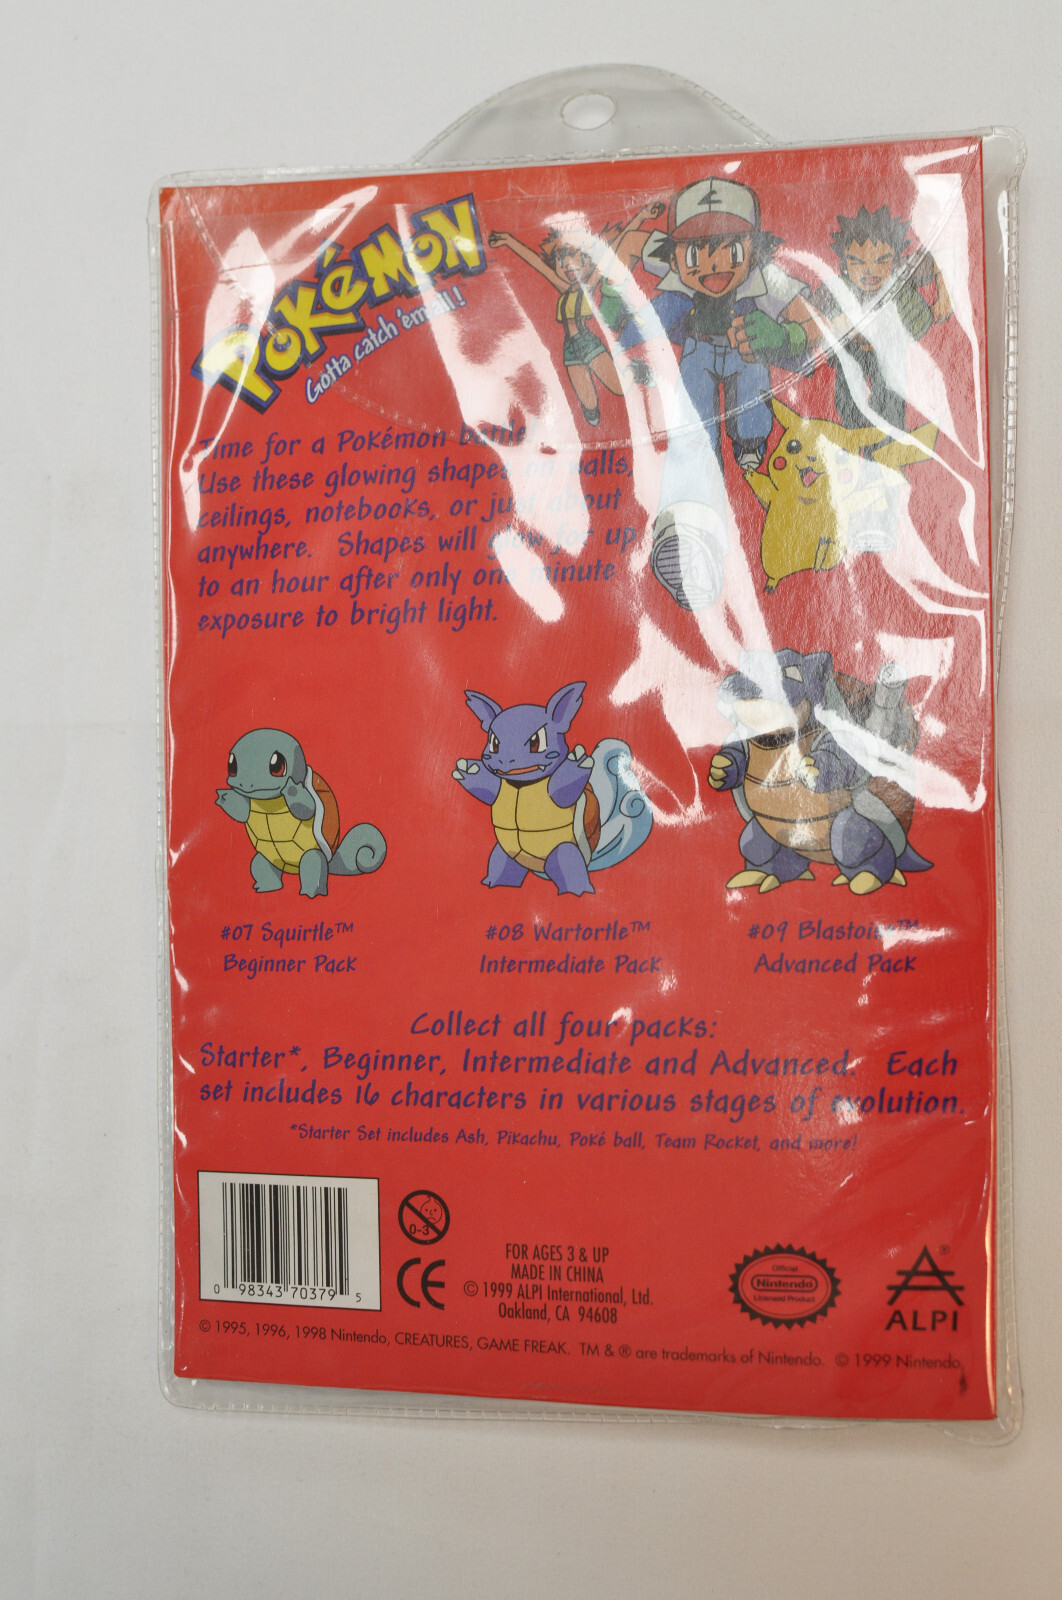 POKéMON
Gotta catch 'em all!
Time for a Pokémon battle!
Use these glowing shapes on walls,
ceilings, notebooks, or just about
anywhere. Shapes will glow for up
to an hour after only one minute
exposure to bright light.
#07 Squirtle™
Beginner Pack
#08 Wartortle™
Intermediate Pack
#09 Blastoise™
Advanced Pack
Collect all four packs:
Starter*, Beginner, Intermediate and Advanced. Each
set includes 16 characters in various stages of evolution.
*Starter Set includes Ash, Pikachu, Poké ball, Team Rocket, and more!
0 98343 70379 5
0-3
CE
FOR AGES 3 & UP
MADE IN CHINA
© 1999 ALPI International, Ltd.
Oakland, CA 94608
Official
Nintendo
Licensed Product
®
ALPI
© 1995, 1996, 1998 Nintendo, CREATURES, GAME FREAK. TM & ® are trademarks of Nintendo. © 1999 Nintendo